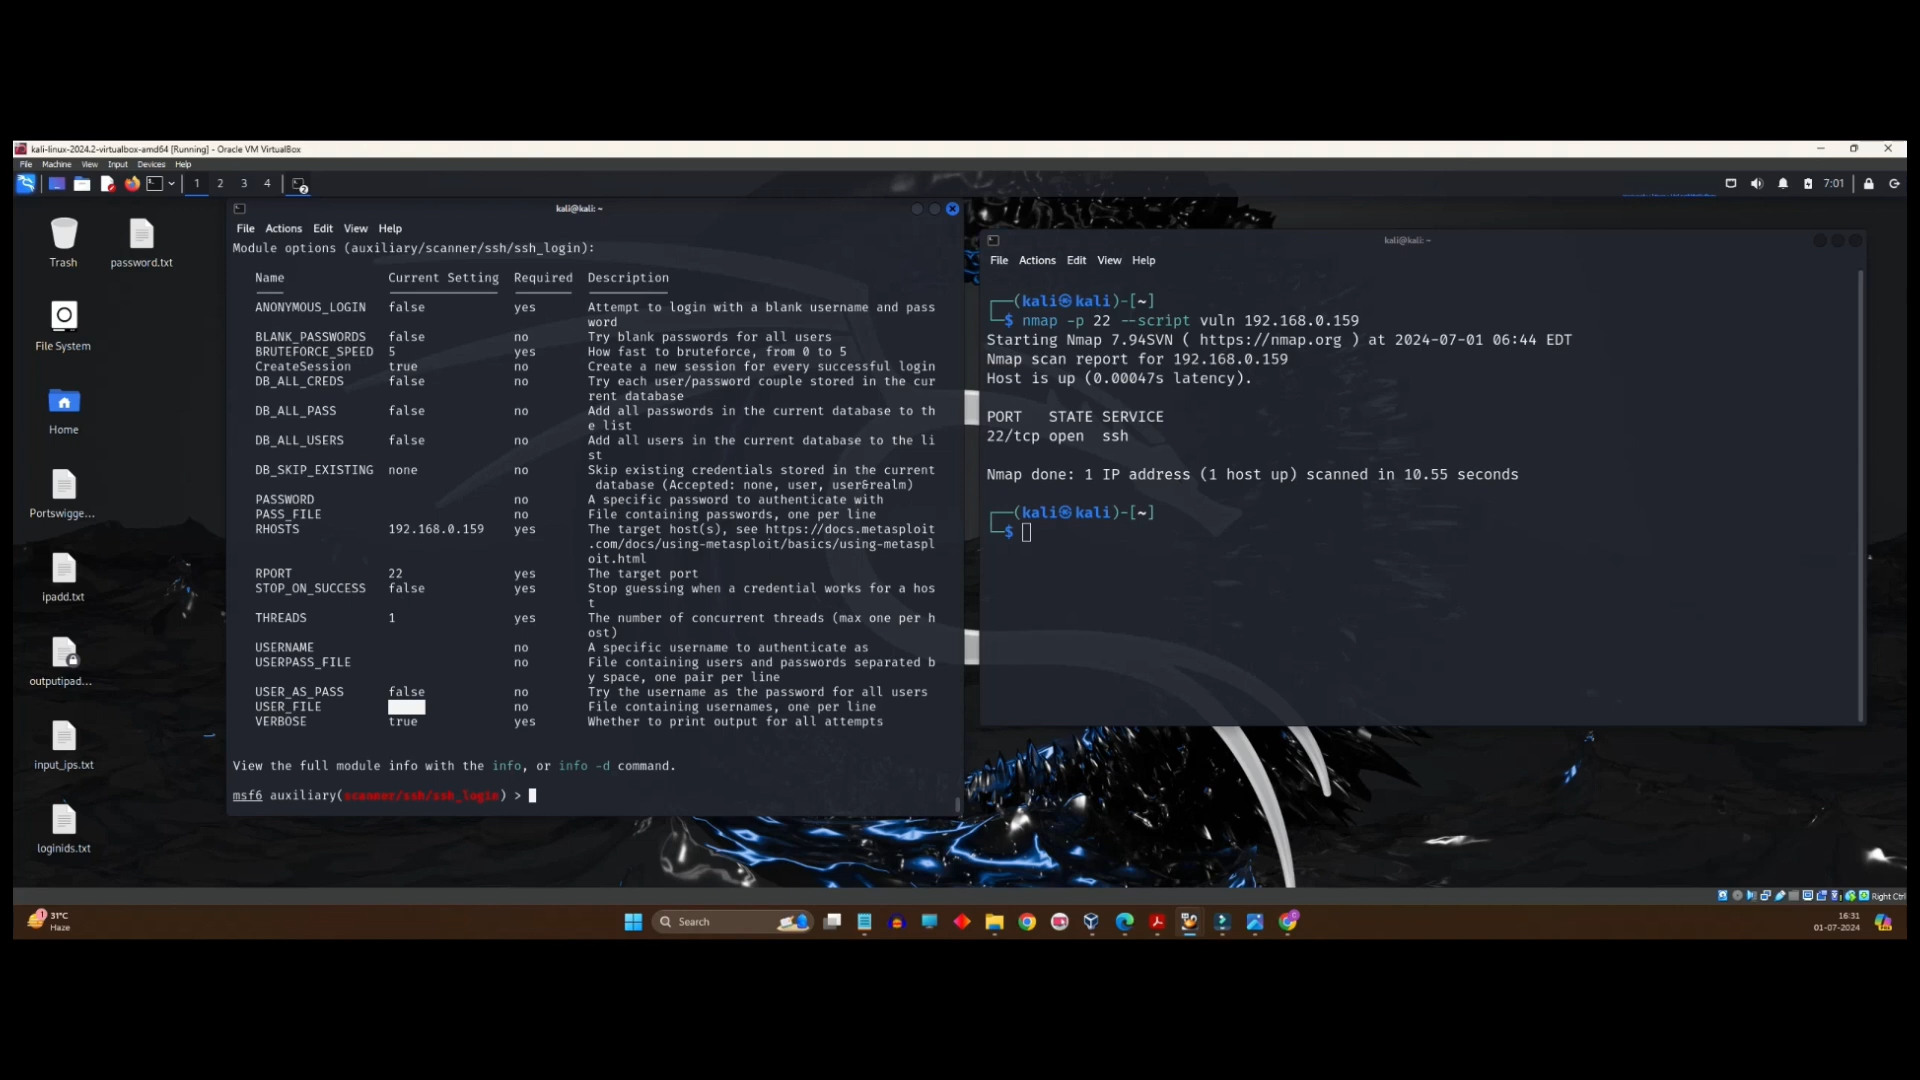 kali-linux-2024.2-virtualbox-amd64 [Running] - Oracle VM VirtualBox
File Machine View Input Devices Help
1 2 3 4
7:01
Trash
password.txt
File System
Home
Portswigge...
ipadd.txt
outputipad...
input_ips.txt
loginids.txt
kali@kali: ~
File Actions Edit View Help
Module options (auxiliary/scanner/ssh/ssh_login):
Name Current Setting Required Description
ANONYMOUS_LOGIN false yes Attempt to login with a blank username and pass
word
BLANK_PASSWORDS false no Try blank passwords for all users
BRUTEFORCE_SPEED 5 yes How fast to bruteforce, from 0 to 5
CreateSession true no Create a new session for every successful login
DB_ALL_CREDS false no Try each user/password couple stored in the cur
rent database
DB_ALL_PASS false no Add all passwords in the current database to th
e list
DB_ALL_USERS false no Add all users in the current database to the li
st
DB_SKIP_EXISTING none no Skip existing credentials stored in the current
database (Accepted: none, user, user&realm)
PASSWORD no A specific password to authenticate with
PASS_FILE no File containing passwords, one per line
RHOSTS 192.168.0.159 yes The target host(s), see https://docs.metasploit
.com/docs/using-metasploit/basics/using-metaspl
oit.html
RPORT 22 yes The target port
STOP_ON_SUCCESS false yes Stop guessing when a credential works for a hos
t
THREADS 1 yes The number of concurrent threads (max one per h
ost)
USERNAME no A specific username to authenticate as
USERPASS_FILE no File containing users and passwords separated b
y space, one pair per line
USER_AS_PASS false no Try the username as the password for all users
USER_FILE no File containing usernames, one per line
VERBOSE true yes Whether to print output for all attempts
View the full module info with the info, or info -d command.
msf6 auxiliary(scanner/ssh/ssh_login) >
kali@kali: ~
File Actions Edit View Help
┌──(kali㉿kali)-[~]
└─$ nmap -p 22 --script vuln 192.168.0.159
Starting Nmap 7.94SVN ( https://nmap.org ) at 2024-07-01 06:44 EDT
Nmap scan report for 192.168.0.159
Host is up (0.00047s latency).
PORT STATE SERVICE
22/tcp open ssh
Nmap done: 1 IP address (1 host up) scanned in 10.55 seconds
┌──(kali㉿kali)-[~]
└─$
Right Ctrl
31°C
Haze
Search
16:31
01-07-2024